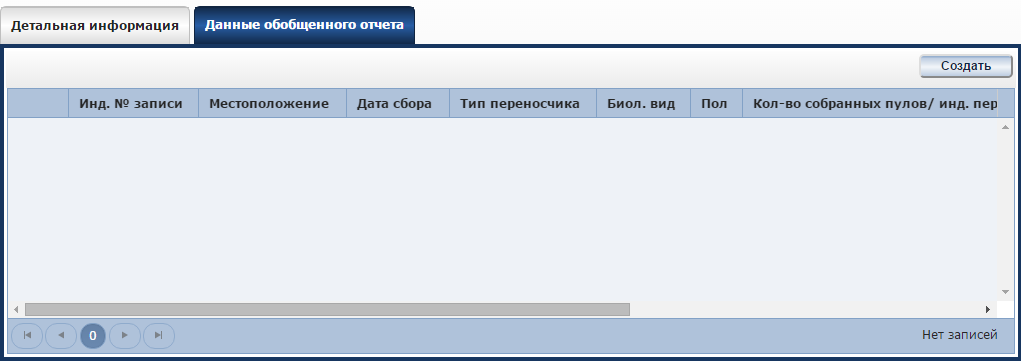 Детальная информация
Данные обобщенного отчета
Создать
Инд. № записи Местоположение Дата сбора Тип переносчика Биол. вид Пол Кол-во собранных пулов/ инд. пер
0
Нет записей